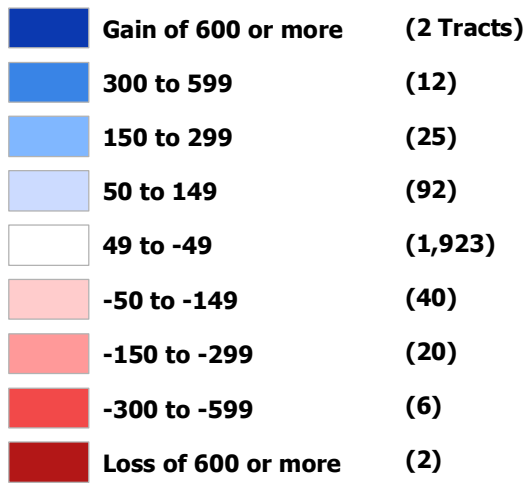 Gain of 600 or more (2 Tracts)
300 to 599 (12)
150 to 299 (25)
50 to 149 (92)
49 to -49 (1,923)
-50 to -149 (40)
-150 to -299 (20)
-300 to -599 (6)
Loss of 600 or more (2)